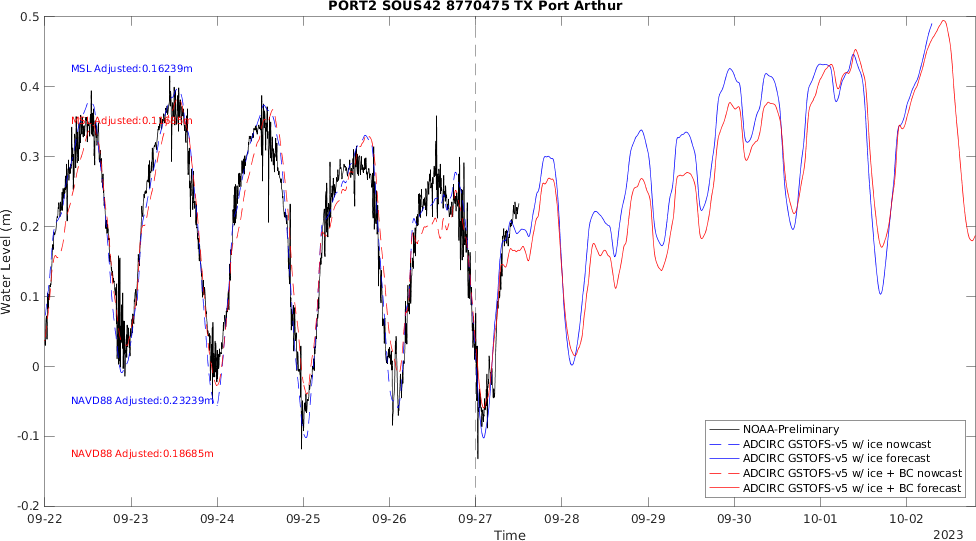 PORT2 SOUS42 8770475 TX Port Arthur
0.5
0.4
0.3
0.2
0.1
0
-0.1
-0.2
Water Level (m)
MSL Adjusted:0.16239m
Adjusted:0.1
NAVD88 Adjusted:0.23239m
NAVD88 Adjusted:0.18685m
NOAA-Preliminary
ADCIRC GSTOFS-v5 w/ ice nowcast
ADCIRC GSTOFS-v5 w/ ice forecast
ADCIRC GSTOFS-v5 w/ ice + BC nowcast
ADCIRC GSTOFS-v5 w/ ice + BC forecast
09-22 09-23 09-24 09-25 09-26 09-27 09-28 09-29 09-30 10-01 10-02
Time
2023